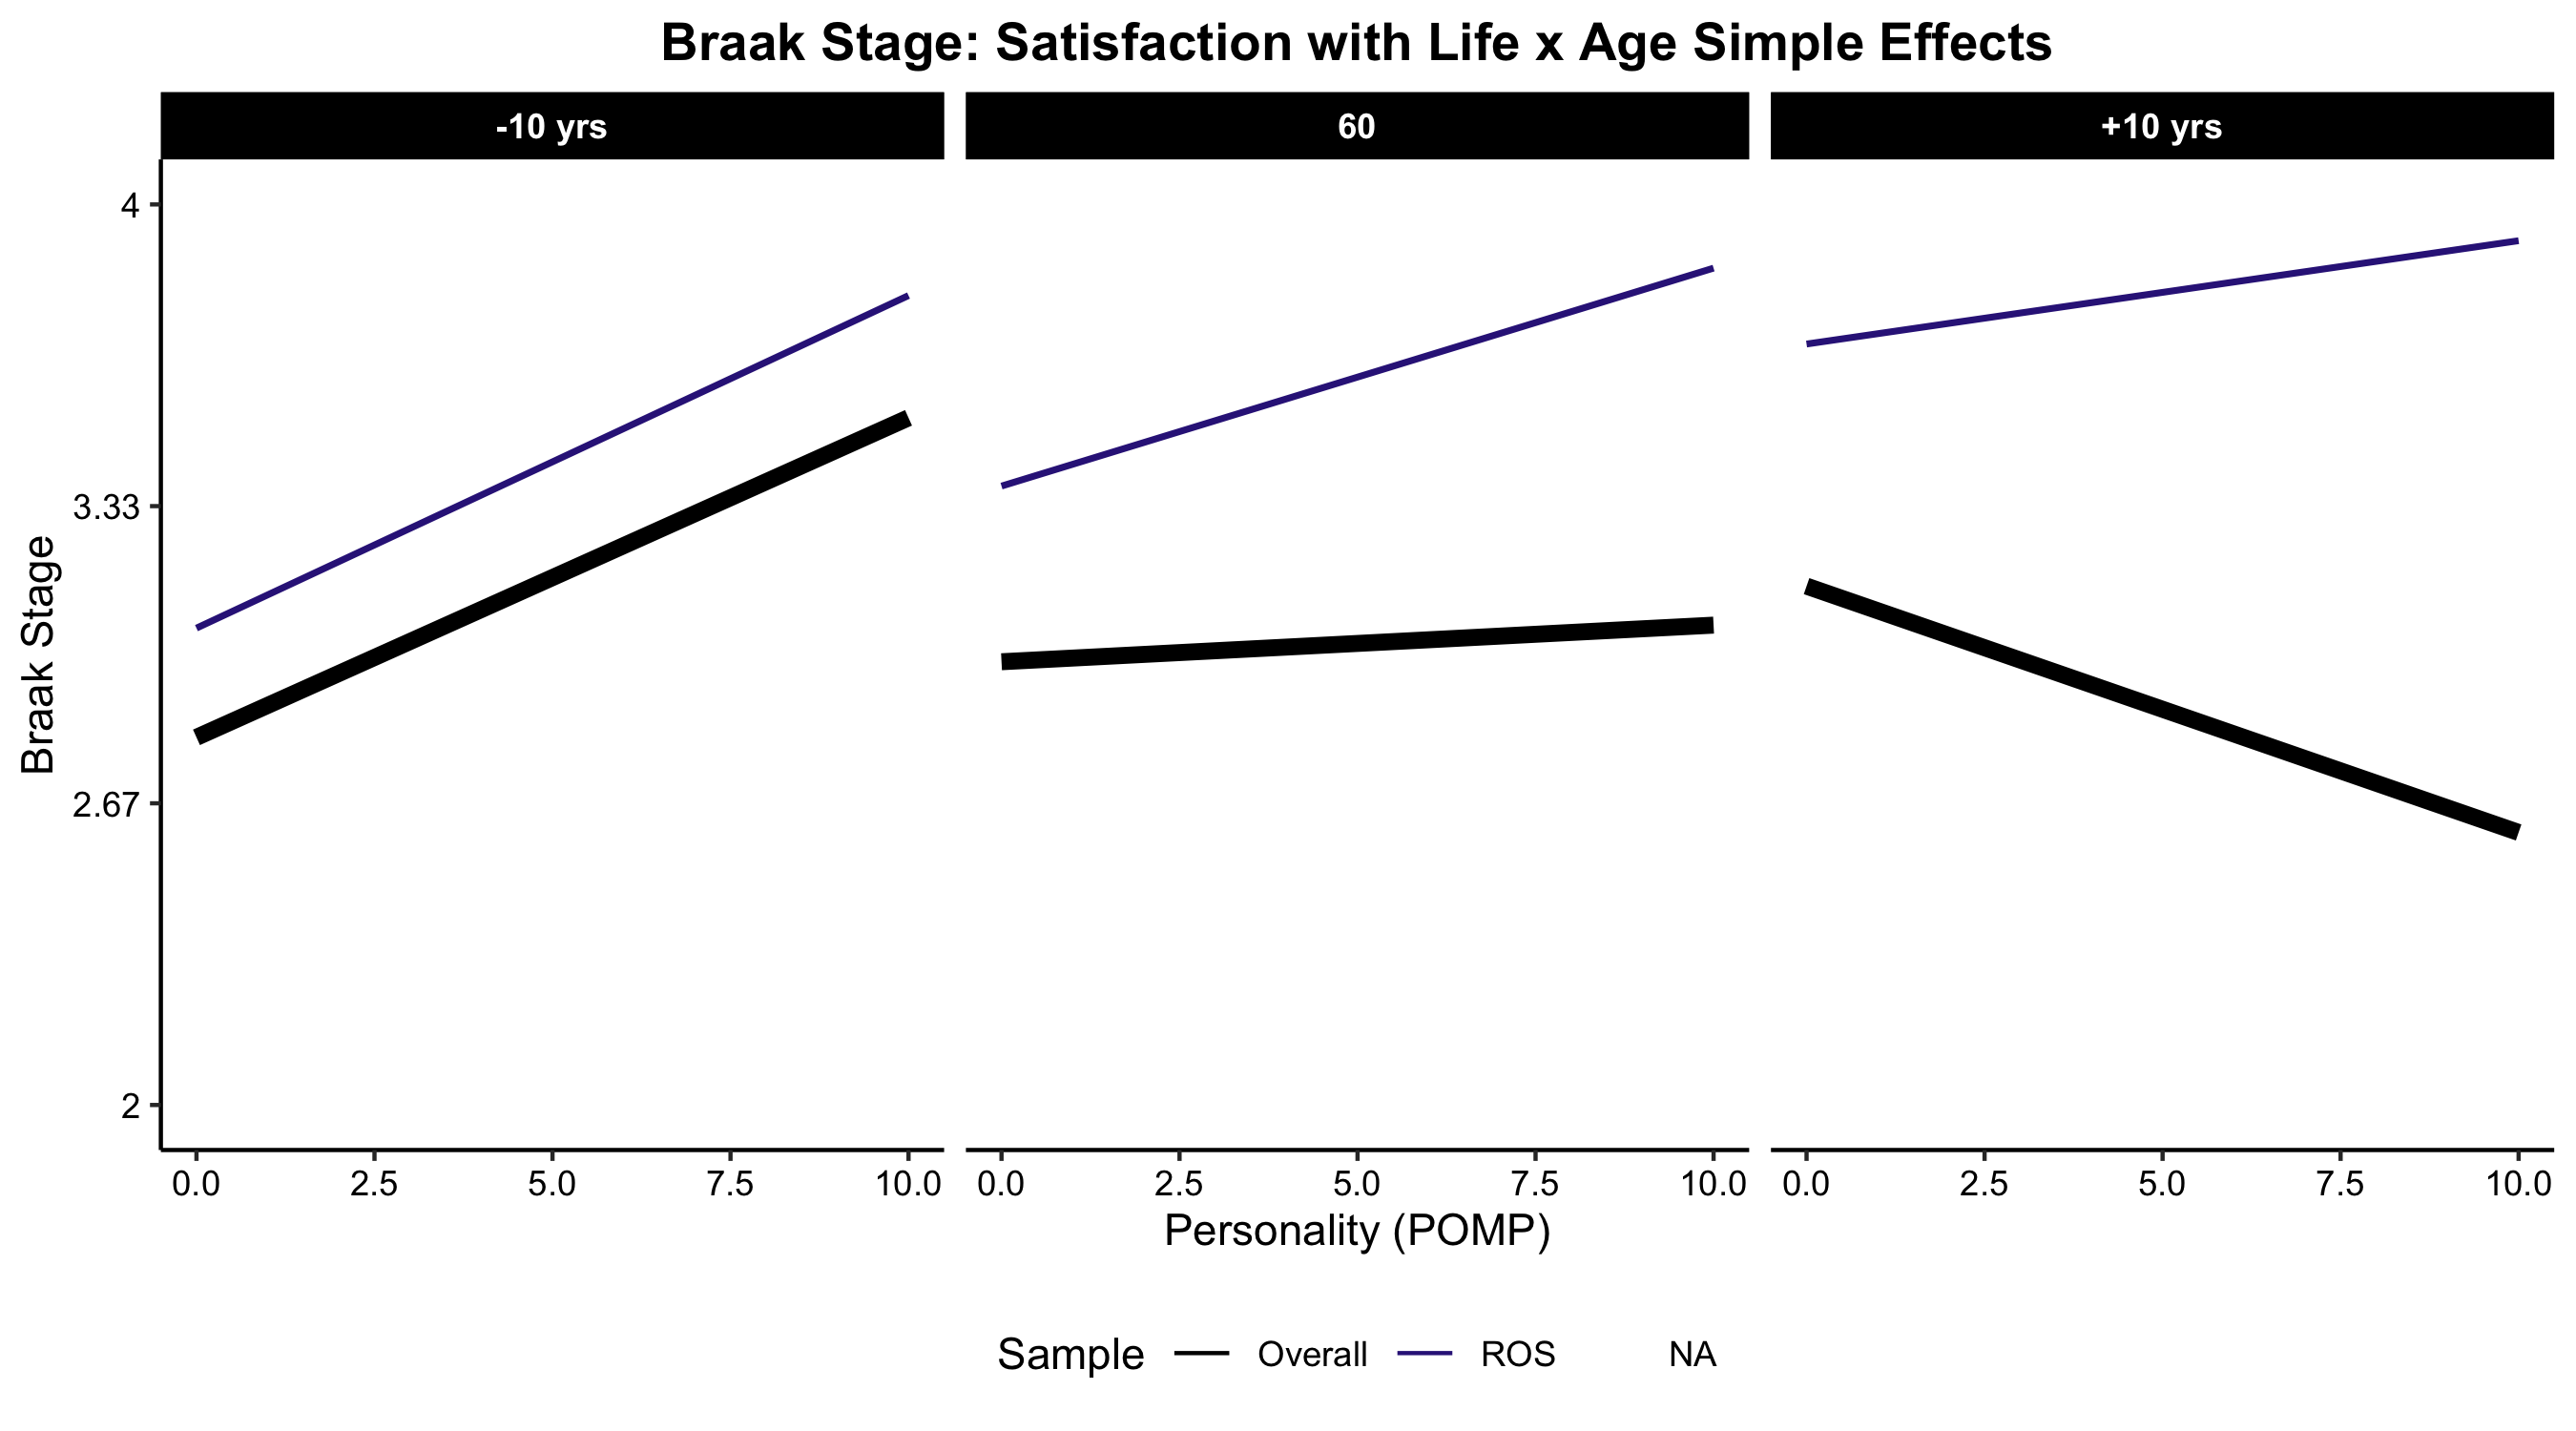 Braak Stage: Satisfaction with Life x Age Simple Effects
-10 yrs 60 +10 yrs
Braak Stage
4
3.33
2.67
2
0.0 2.5 5.0 7.5 10.0 0.0 2.5 5.0 7.5 10.0 0.0 2.5 5.0 7.5 10.0
Personality (POMP)
Sample Overall ROS NA